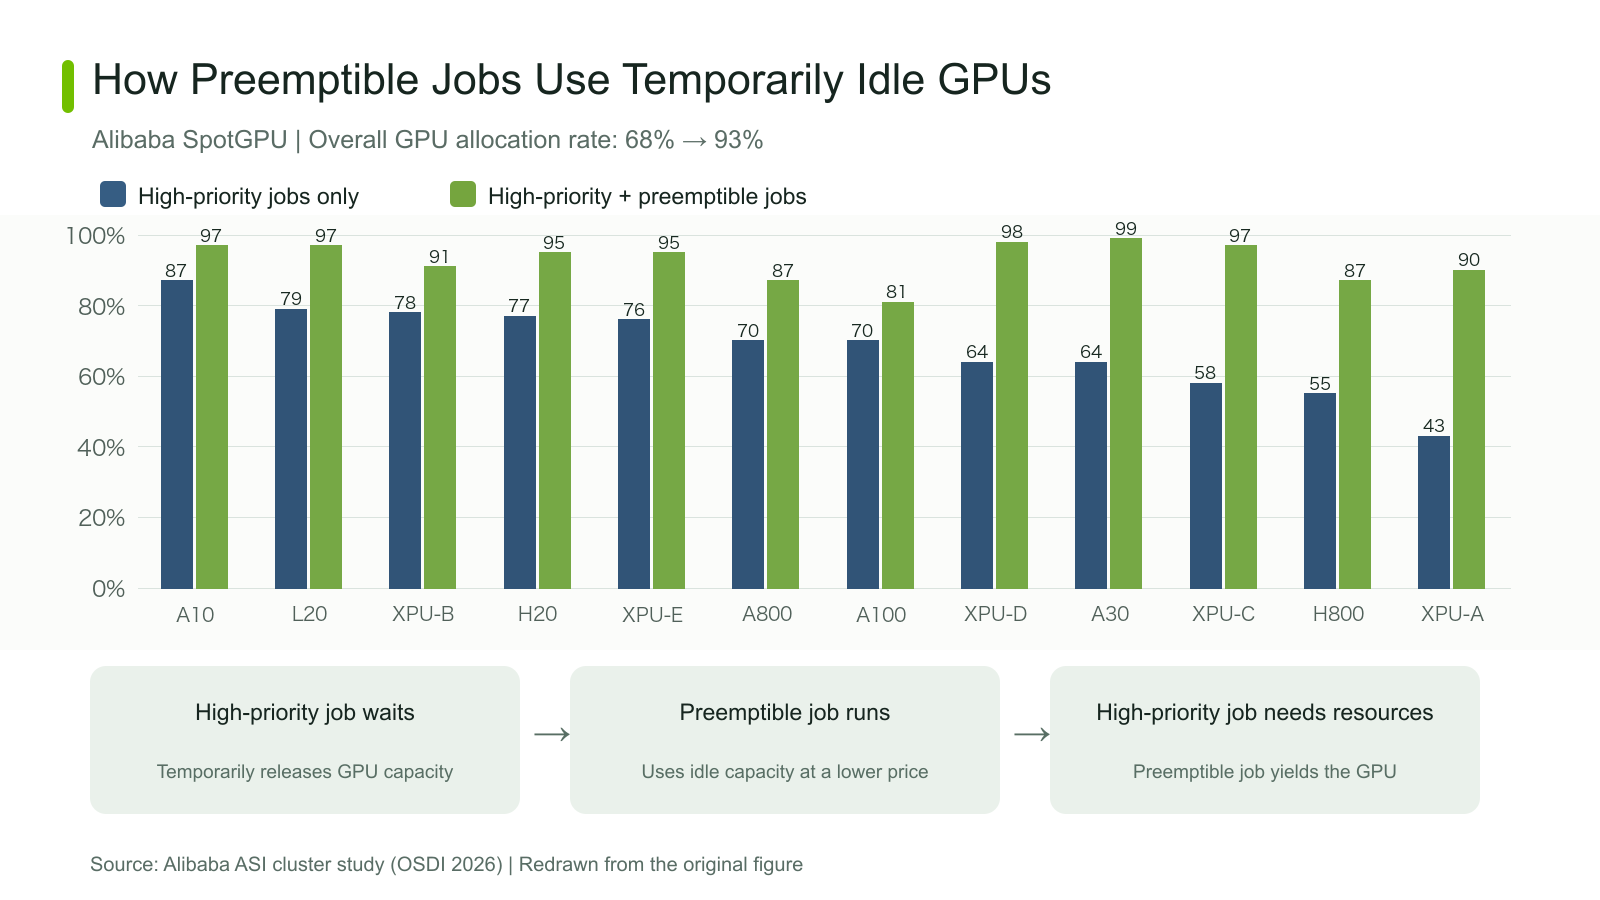 How Preemptible Jobs Use Temporarily Idle GPUs
Alibaba SpotGPU | Overall GPU allocation rate: 68% → 93%
High-priority jobs only
High-priority + preemptible jobs
100%
80%
60%
40%
20%
0%
87 97
79 97
78 91
77 95
76 95
70 87
70 81
64 98
64 99
58 97
55 87
43 90
A10 L20 XPU-B H20 XPU-E A800 A100 XPU-D A30 XPU-C H800 XPU-A
High-priority job waits
Temporarily releases GPU capacity
→
Preemptible job runs
Uses idle capacity at a lower price
→
High-priority job needs resources
Preemptible job yields the GPU
Source: Alibaba ASI cluster study (OSDI 2026) | Redrawn from the original figure